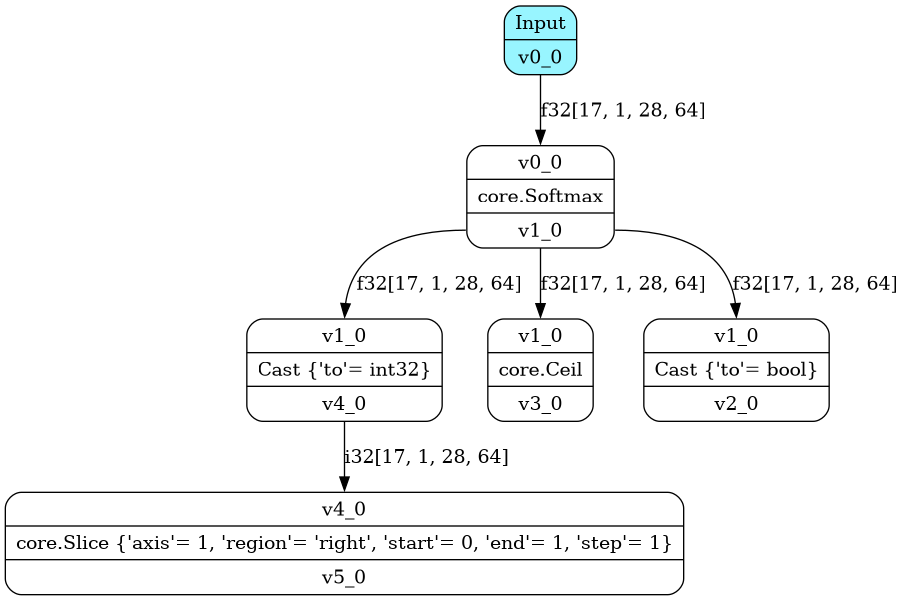 Input
v0_0
f32[17, 1, 28, 64]
v0_0
core.Softmax
v1_0
f32[17, 1, 28, 64]
f32[17, 1, 28, 64]
f32[17, 1, 28, 64]
v1_0
Cast {'to'= int32}
v4_0
v1_0
core.Ceil
v3_0
v1_0
Cast {'to'= bool}
v2_0
i32[17, 1, 28, 64]
v4_0
core.Slice {'axis'= 1, 'region'= 'right', 'start'= 0, 'end'= 1, 'step'= 1}
v5_0